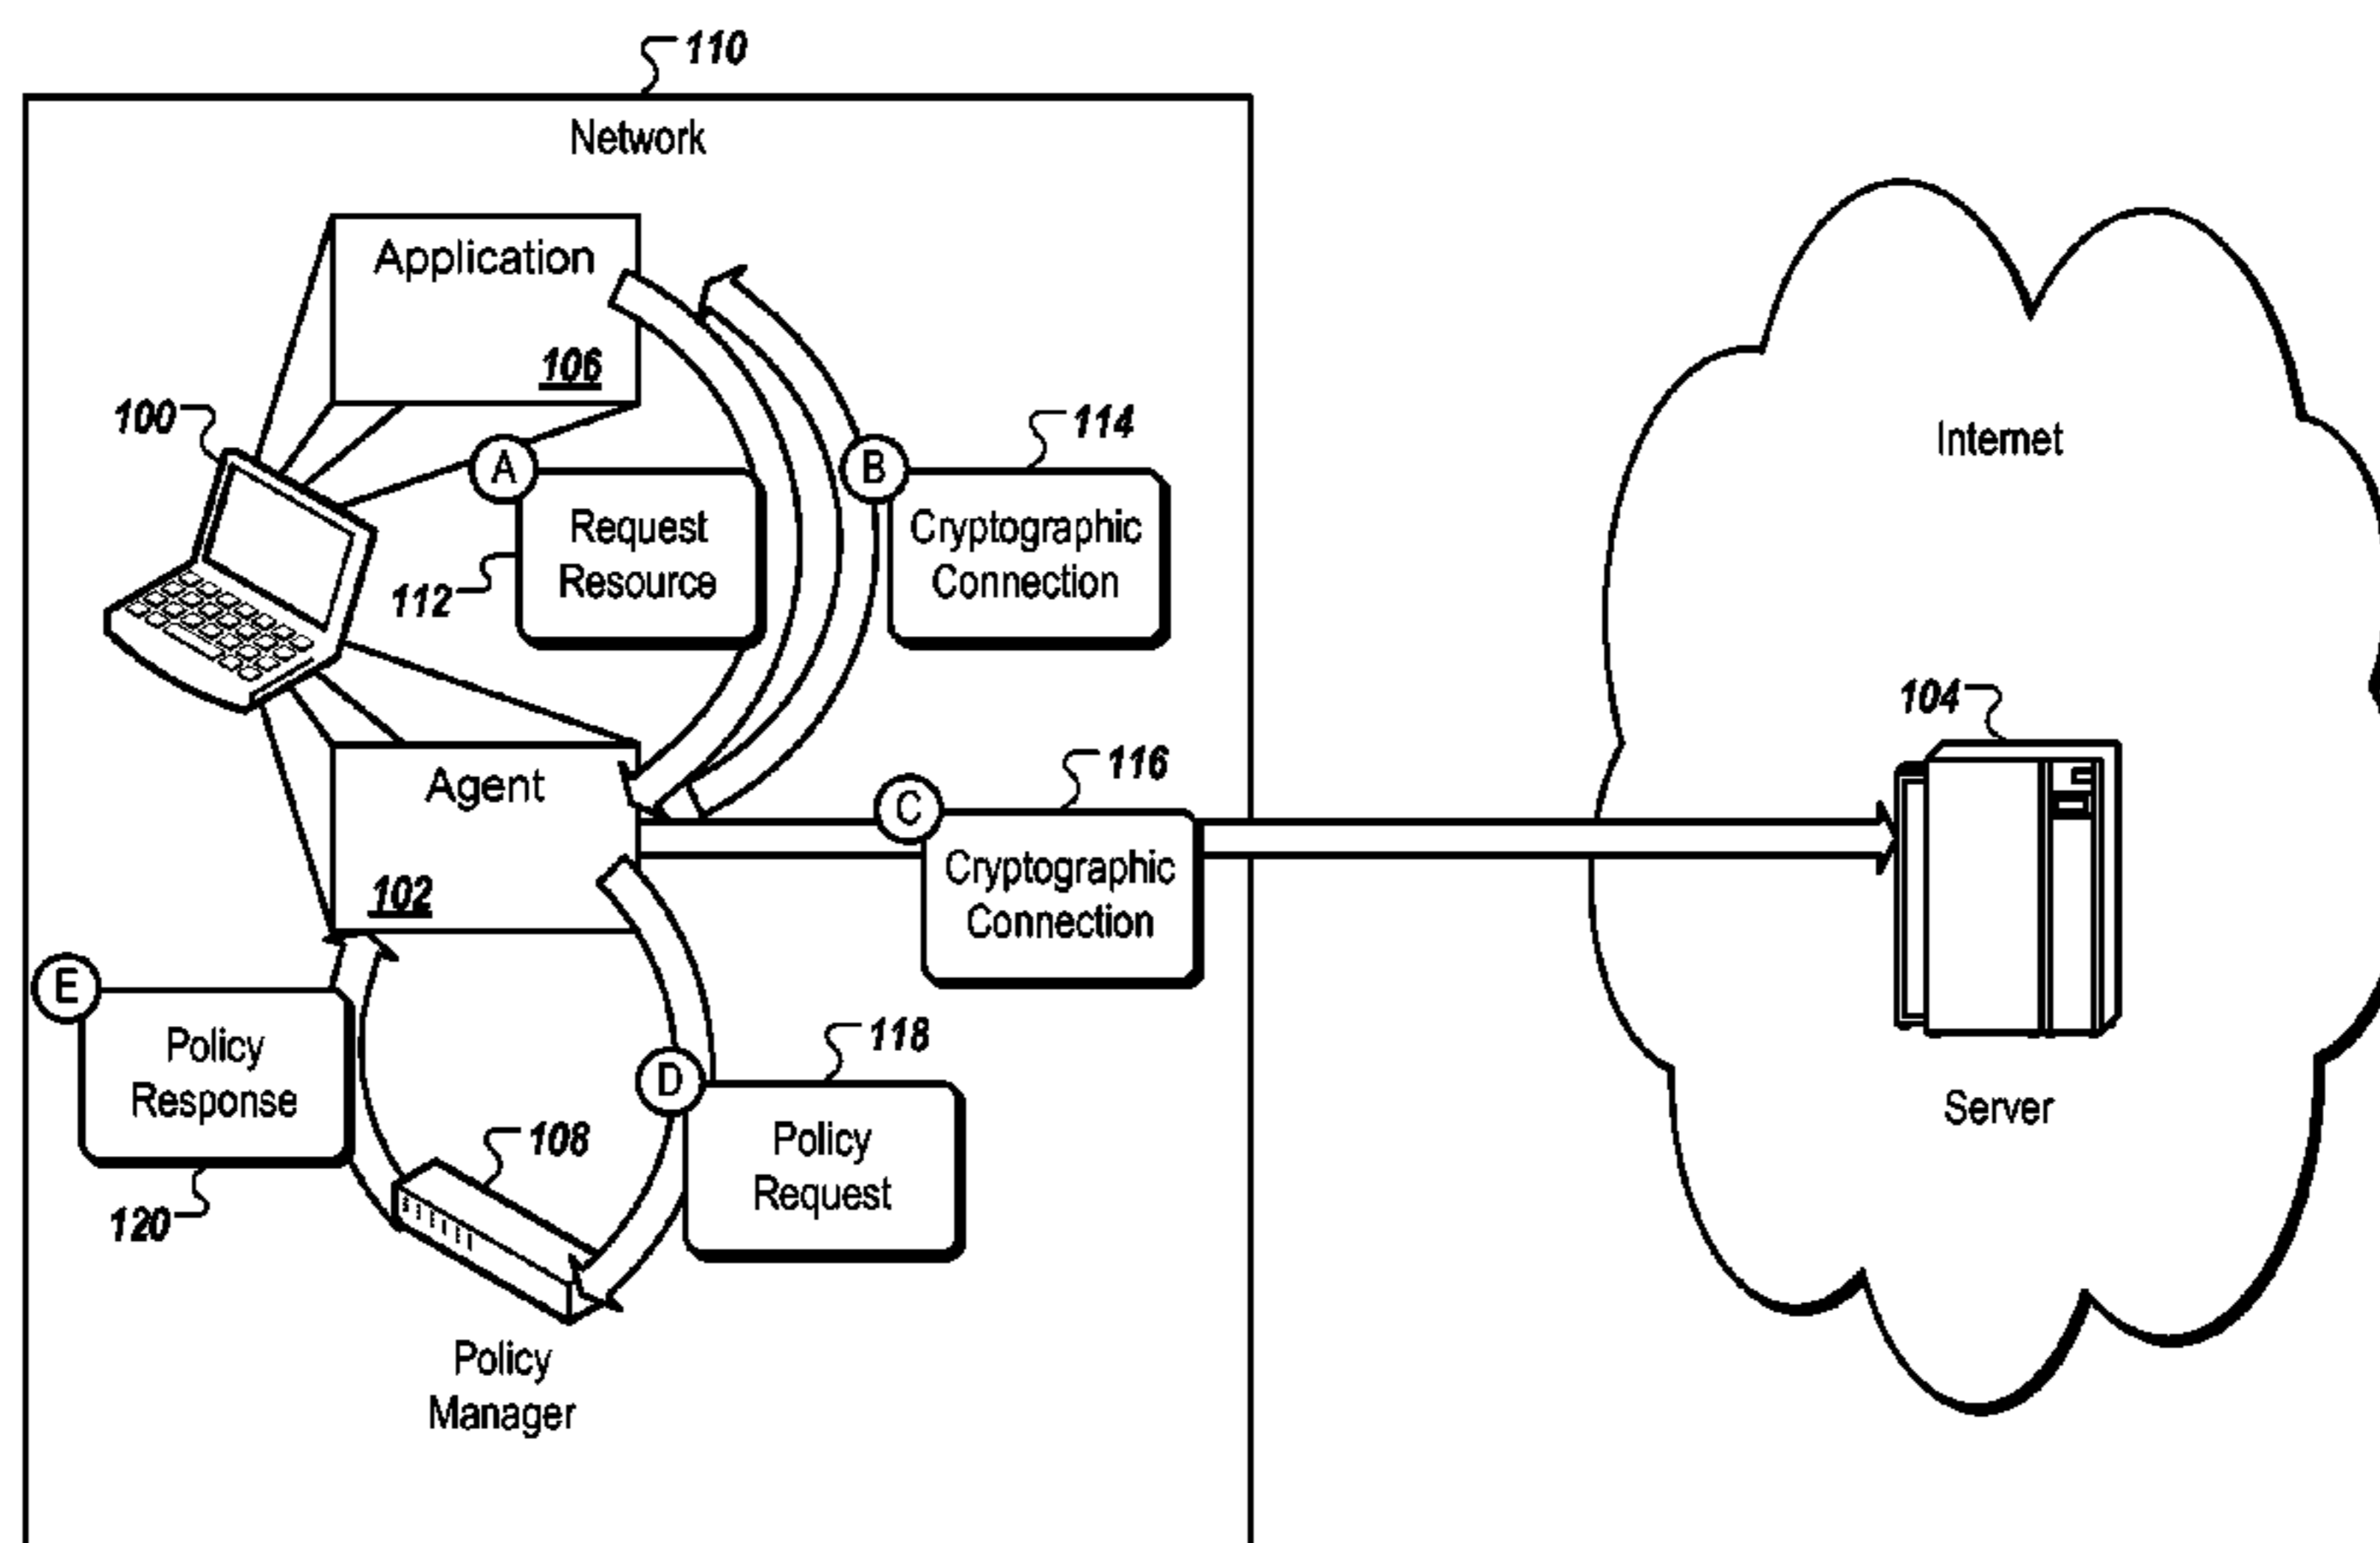 110
Network
Application
106
100
A
Request
Resource
112
B
114
Cryptographic
Connection
Internet
104
Agent
102
C
116
Cryptographic
Connection
E
Policy
Response
120
D
118
Policy
Request
108
Policy
Manager
Server